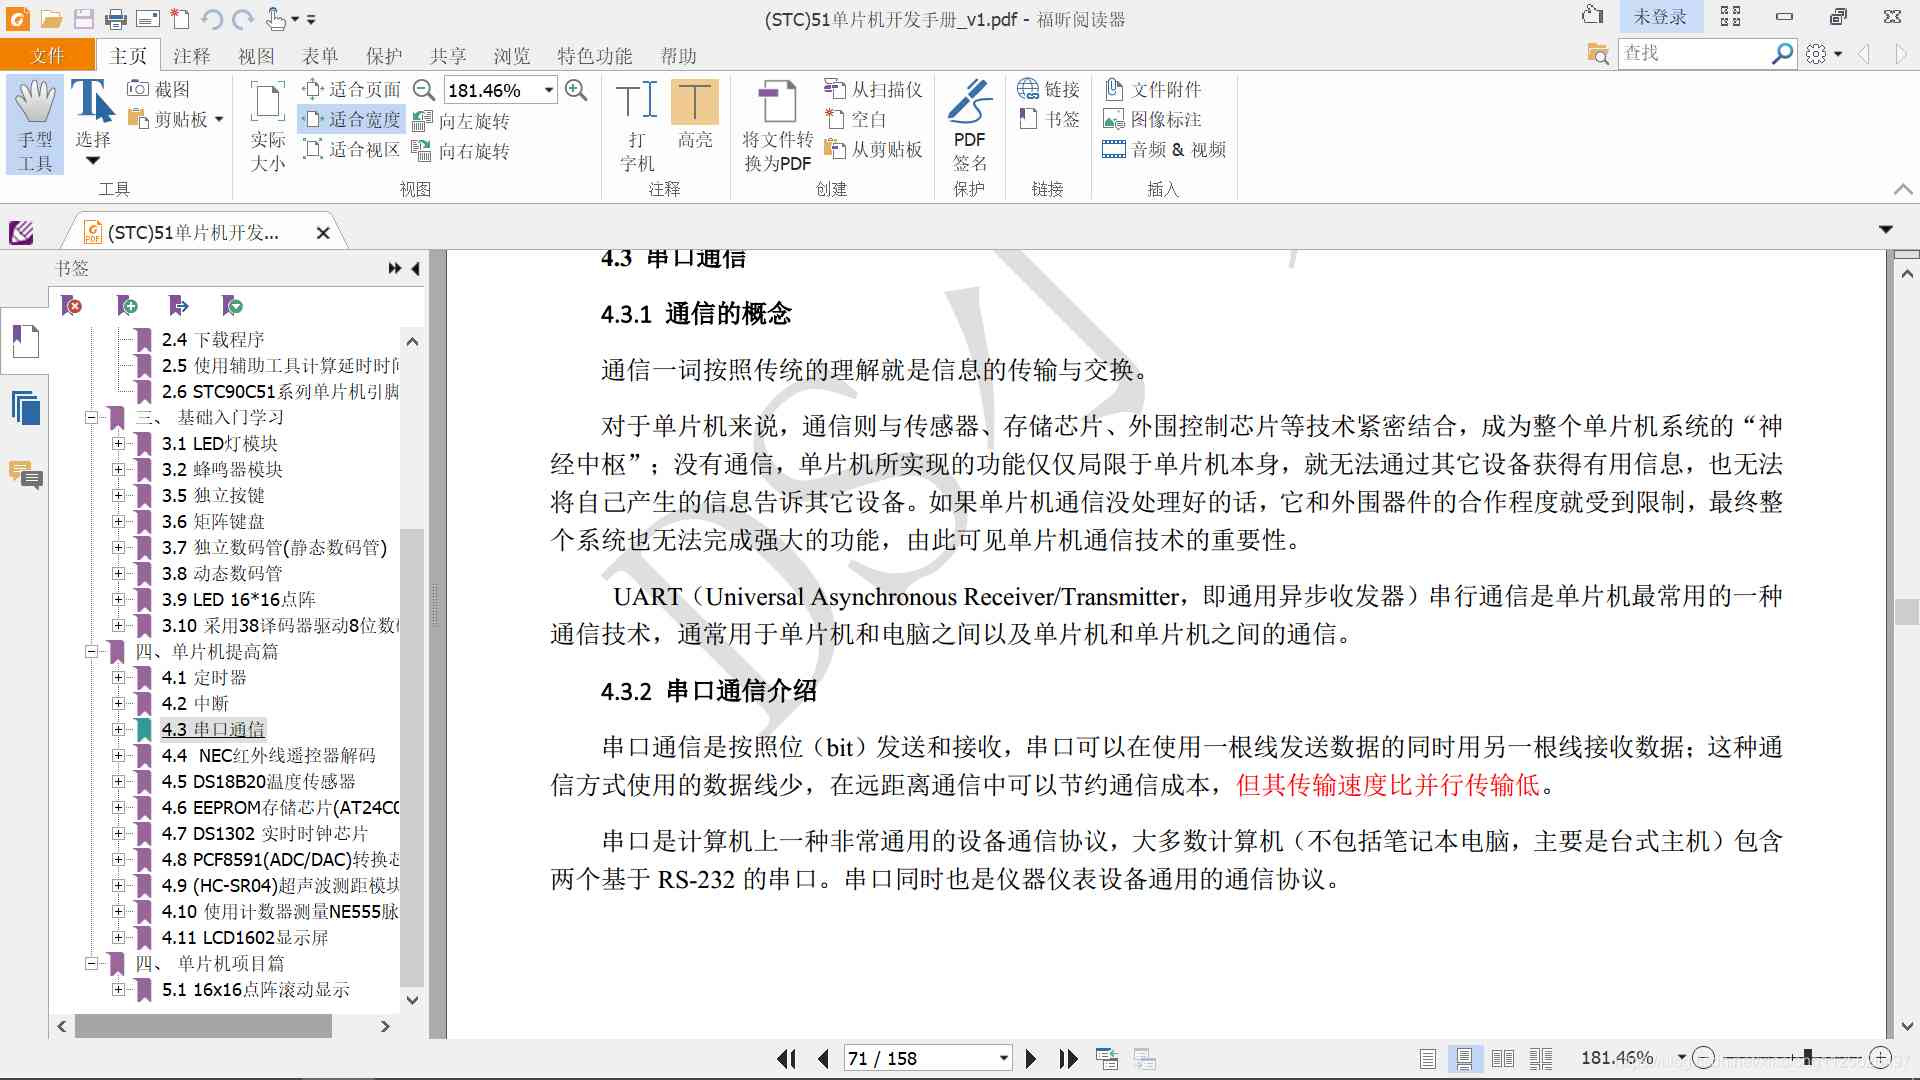 (STC)51单片机开发手册_v1.pdf - 福昕阅读器
未登录
文件 主页 注释 视图 表单 保护 共享 浏览 特色功能 帮助
查找
手型工具
选择
截图
剪贴板
工具
实际大小
适合页面
适合宽度
适合视区
181.46%
向左旋转
向右旋转
视图
打字机
高亮
注释
将文件转换为PDF
从扫描仪
空白
从剪贴板
创建
PDF签名
保护
链接
书签
链接
文件附件
图像标注
音频 & 视频
插入
(STC)51单片机开发...
书签
2.4 下载程序
2.5 使用辅助工具计算延时时间
2.6 STC90C51系列单片机引脚
三、 基础入门学习
3.1 LED灯模块
3.2 蜂鸣器模块
3.5 独立按键
3.6 矩阵键盘
3.7 独立数码管(静态数码管)
3.8 动态数码管
3.9 LED 16*16点阵
3.10 采用38译码器驱动8位数码
四、单片机提高篇
4.1 定时器
4.2 中断
4.3 串口通信
4.4 NEC红外线遥控器解码
4.5 DS18B20温度传感器
4.6 EEPROM存储芯片(AT24C0
4.7 DS1302 实时时钟芯片
4.8 PCF8591(ADC/DAC)转换芯
4.9 (HC-SR04)超声波测距模块
4.10 使用计数器测量NE555脉
4.11 LCD1602显示屏
四、 单片机项目篇
5.1 16x16点阵滚动显示
4.3 串口通信
4.3.1 通信的概念
通信一词按照传统的理解就是信息的传输与交换。
对于单片机来说，通信则与传感器、存储芯片、外围控制芯片等技术紧密结合，成为整个单片机系统的“神
经中枢”；没有通信，单片机所实现的功能仅仅局限于单片机本身，就无法通过其它设备获得有用信息，也无法
将自己产生的信息告诉其它设备。如果单片机通信没处理好的话，它和外围器件的合作程度就受到限制，最终整
个系统也无法完成强大的功能，由此可见单片机通信技术的重要性。
UART（Universal Asynchronous Receiver/Transmitter，即通用异步收发器）串行通信是单片机最常用的一种
通信技术，通常用于单片机和电脑之间以及单片机和单片机之间的通信。
4.3.2 串口通信介绍
串口通信是按照位（bit）发送和接收，串口可以在使用一根线发送数据的同时用另一根线接收数据；这种通
信方式使用的数据线少，在远距离通信中可以节约通信成本，但其传输速度比并行传输低。
串口是计算机上一种非常通用的设备通信协议，大多数计算机（不包括笔记本电脑，主要是台式主机）包含
两个基于 RS-232 的串口。串口同时也是仪器仪表设备通用的通信协议。
71 / 158
181.46%